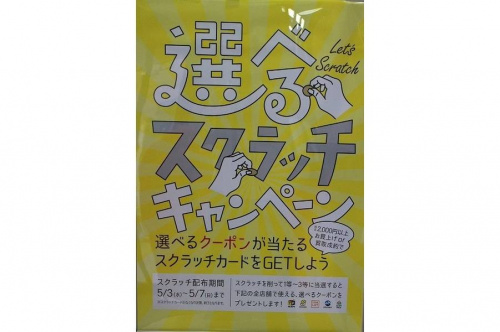 選べる
Let's
Scratch
スクラッチ
キャンペーン
12,000円以上
お買上げ or
買取成約で
選べるクーポンが当たる
スクラッチカードをGETしよう
スクラッチ配布期間
5/3(水)〜5/7(日)まで
スクラッチを削って1等〜3等に当選すると
下記の全店舗で使える、選べるクーポンを
プレゼントします!